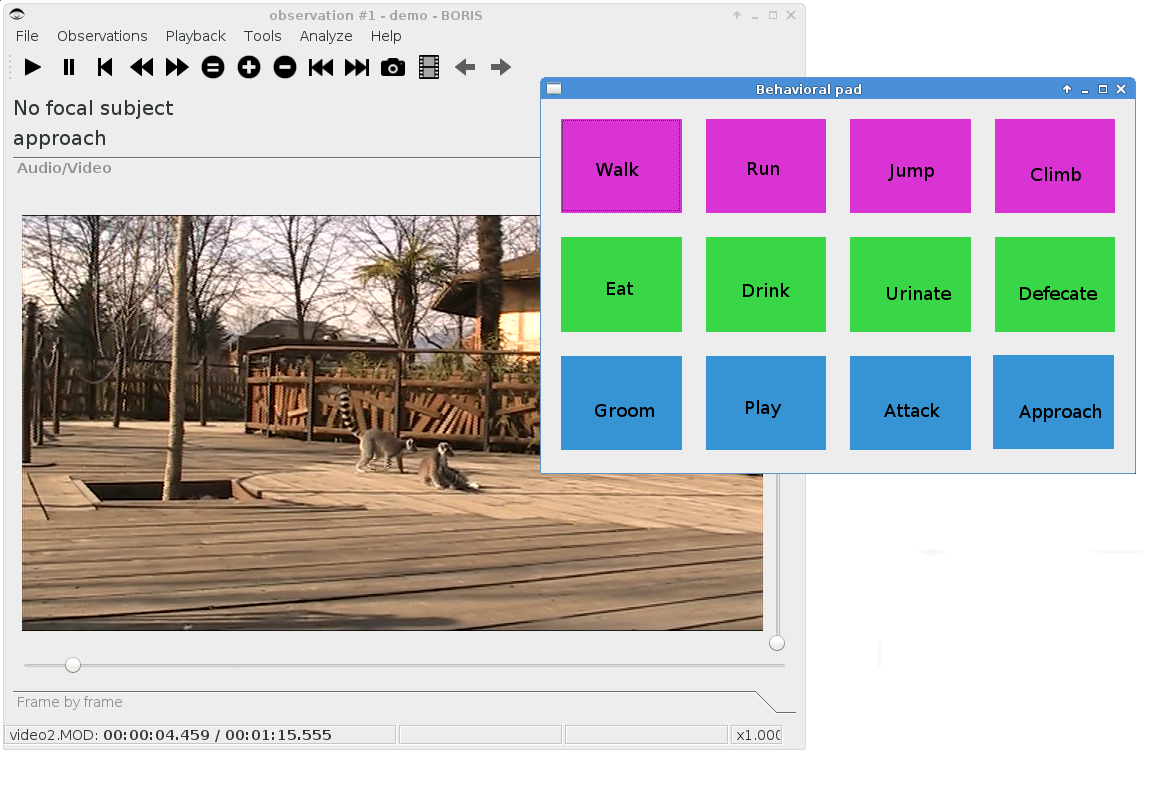 observation #1 - demo - BORIS
File Observations Playback Tools Analyze Help
No focal subject
approach
Audio/Video
Behavioral pad
Walk Run Jump Climb
Eat Drink Urinate Defecate
Groom Play Attack Approach
Frame by frame
video2.MOD: 00:00:04.459 / 00:01:15.555
x1.000